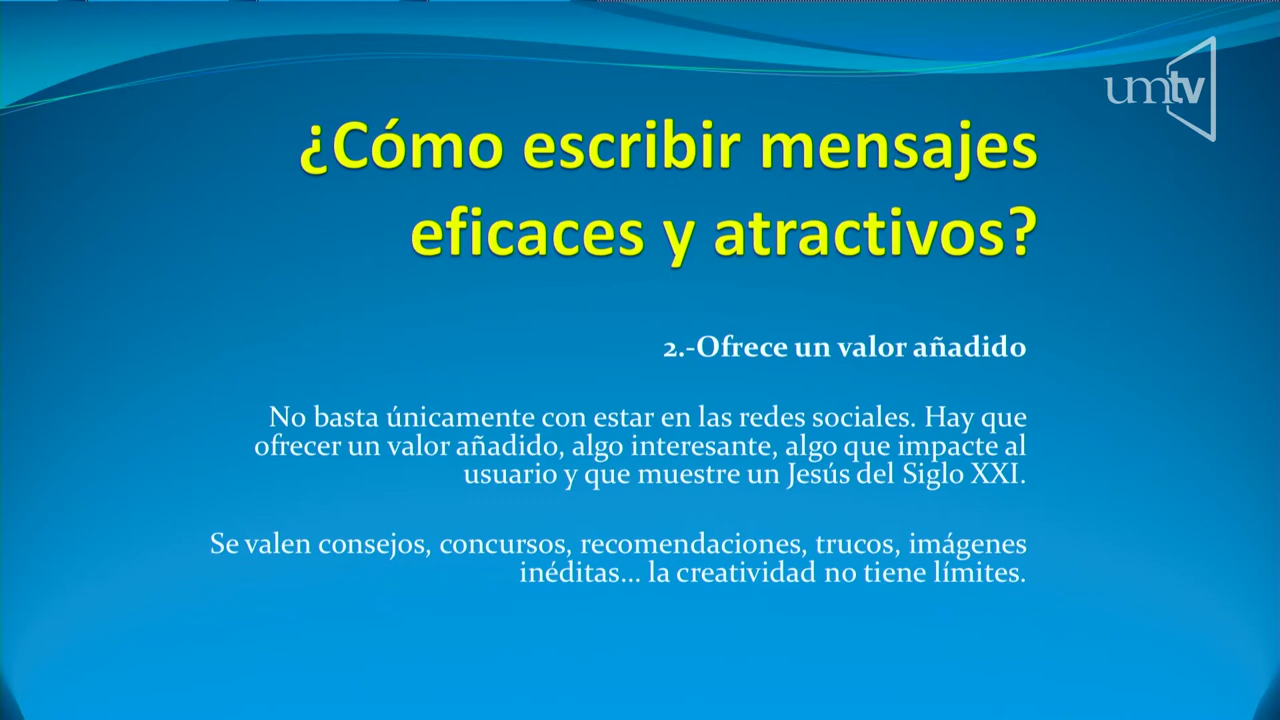 umtv
¿Cómo escribir mensajes
eficaces y atractivos?
2.-Ofrece un valor añadido
No basta únicamente con estar en las redes sociales. Hay que
ofrecer un valor añadido, algo interesante, algo que impacte al
usuario y que muestre un Jesús del Siglo XXI.
Se valen consejos, concursos, recomendaciones, trucos, imágenes
inéditas... la creatividad no tiene límites.